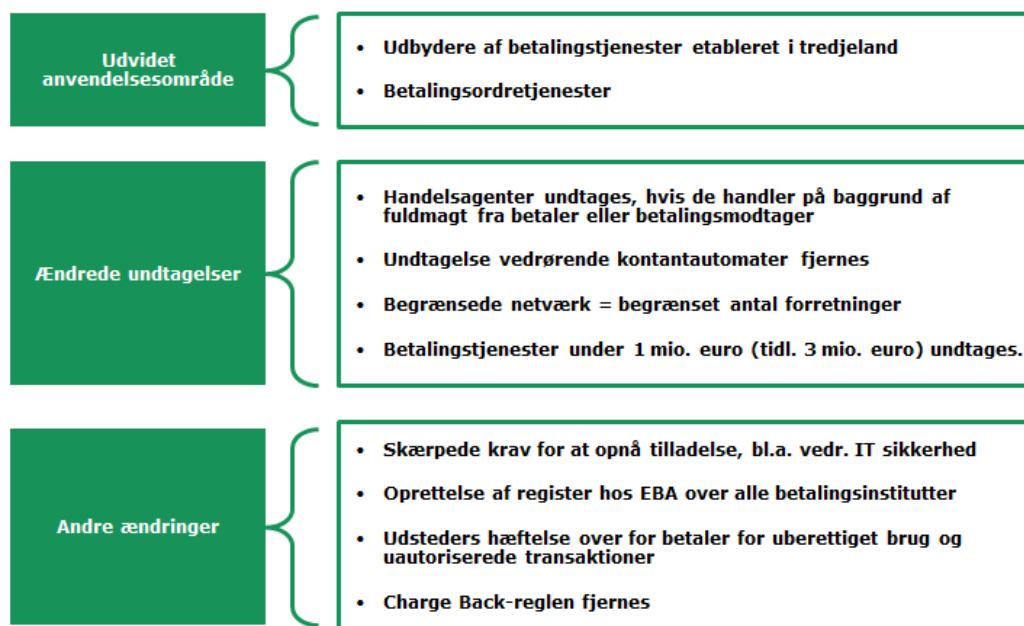 Udvidet
anvendelsesområde
• Udbydere af betalingstjenester etableret i tredjeland
• Betalingsordretjenester
Ændrede undtagelser
• Handelsagenter undtages, hvis de handler på baggrund af
fuldmagt fra betaler eller betalingsmodtager
• Undtagelse vedrørende kontantautomater fjernes
• Begrænsede netværk = begrænset antal forretninger
• Betalingstjenester under 1 mio. euro (tidl. 3 mio. euro) undtages.
Andre ændringer
• Skærpede krav for at opnå tilladelse, bl.a. vedr. IT sikkerhed
• Oprettelse af register hos EBA over alle betalingsinstitutter
• Udsteders hæftelse over for betaler for uberettiget brug og
uautoriserede transaktioner
• Charge Back-reglen fjernes